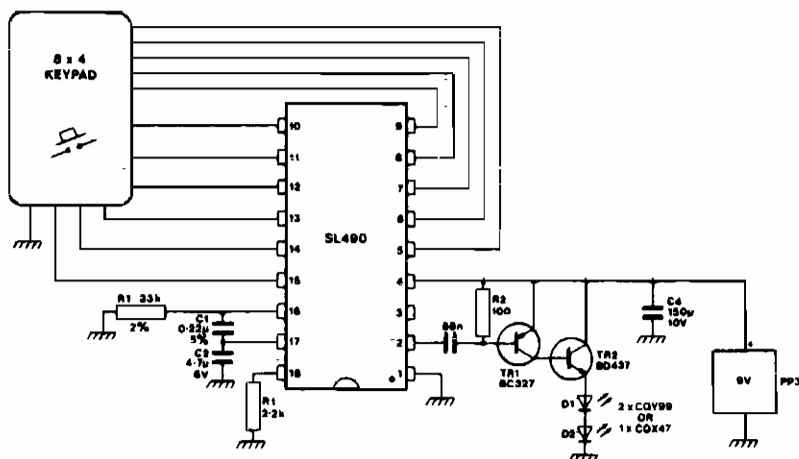 8 x 4
KEYPAD
10
11
12
13
14
15
16
17
18
9
8
7
6
5
4
3
2
1
SL490
R1 33k
2%
C1
0·22µ
5%
C2
4·7µ
6V
R1
2·2k
68n
R2
100
TR1
BC327
TR2
BD437
C4
150µ
10V
D1
D2
2 x CQY99
OR
1 x CQX47
+
9V
PP3